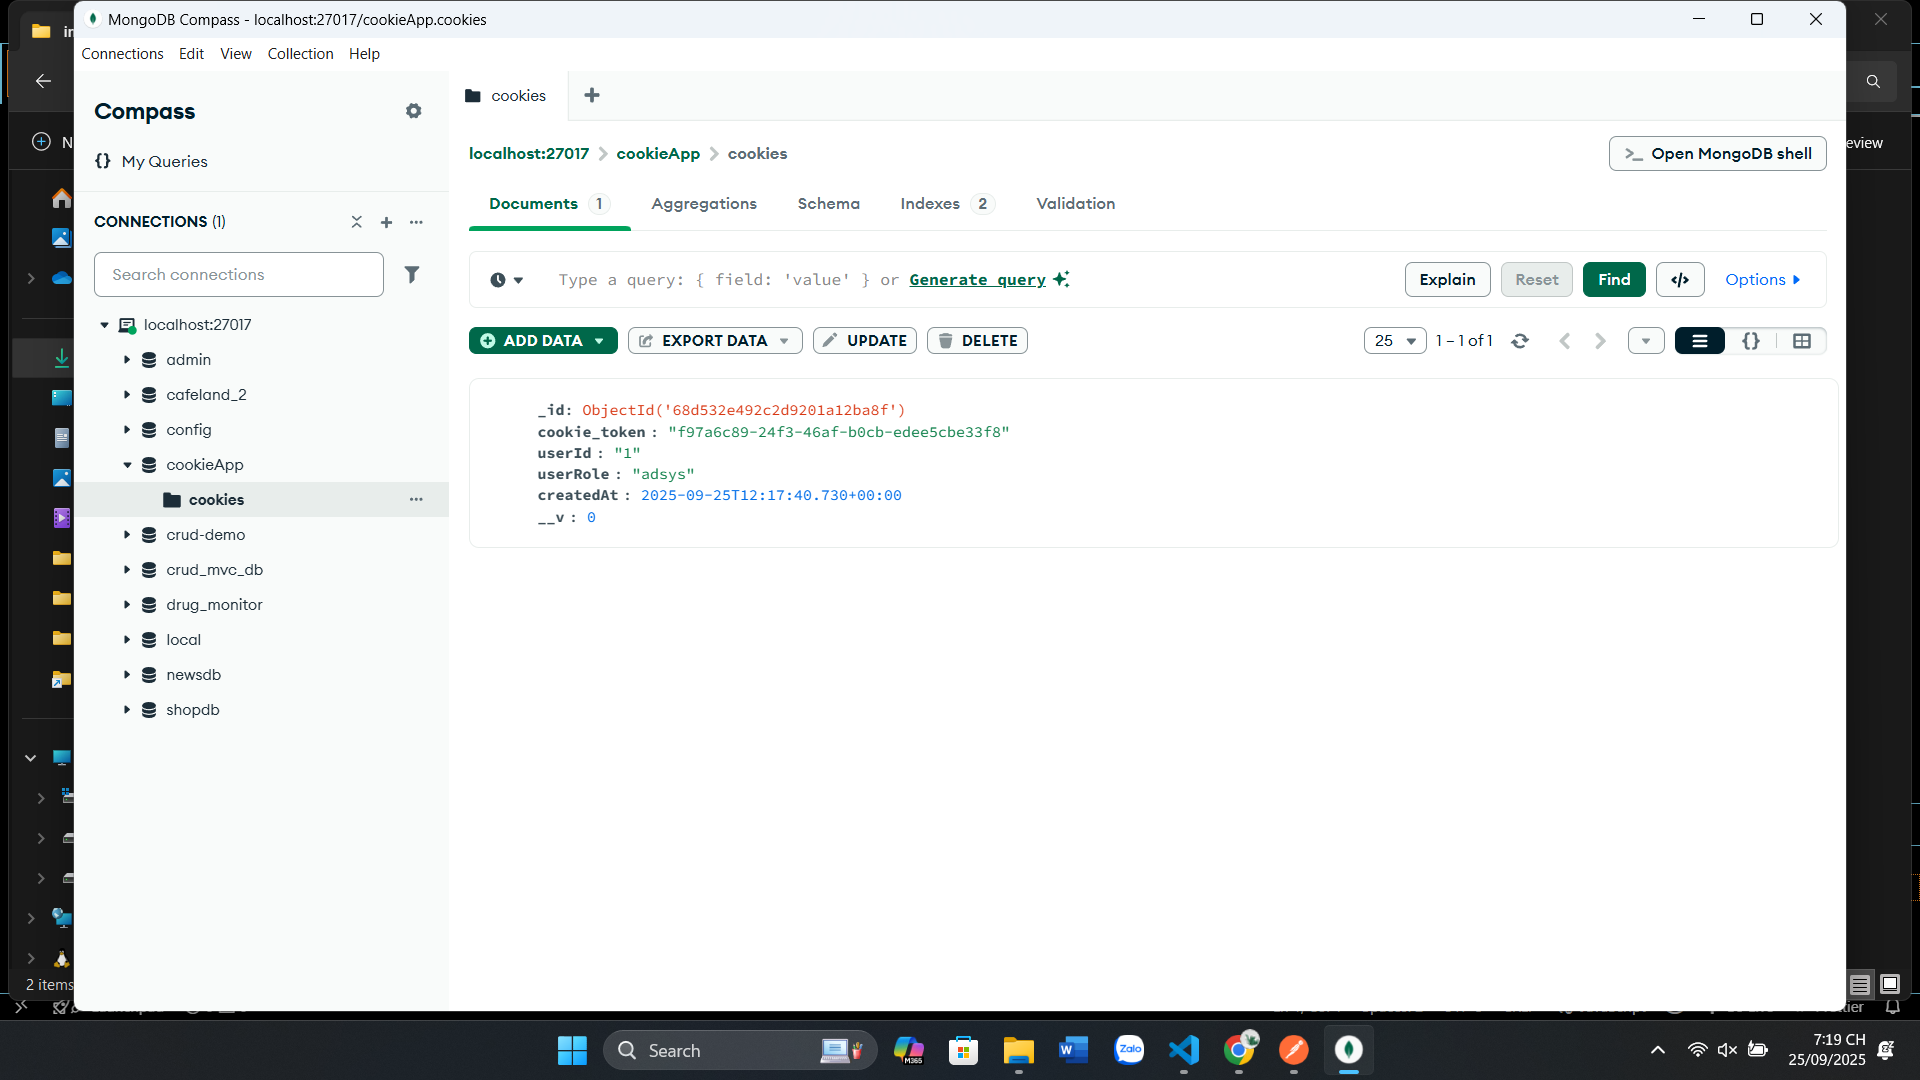 MongoDB Compass - localhost:27017/cookieApp.cookies
Connections Edit View Collection Help
Compass
cookies
My Queries
localhost:27017 cookieApp cookies
Open MongoDB shell
eview
CONNECTIONS (1)
Documents 1 Aggregations Schema Indexes 2 Validation
Search connections
Type a query: { field: 'value' } or Generate query
Explain Reset Find </> Options
localhost:27017
ADD DATA EXPORT DATA UPDATE DELETE
25 1 – 1 of 1 {}
admin
cafeland_2
config
cookieApp
cookies
crud-demo
crud_mvc_db
drug_monitor
local
newsdb
shopdb
_id: ObjectId('68d532e492c2d9201a12ba8f')
cookie_token : "f97a6c89-24f3-46af-b0cb-edee5cbe33f8"
userId : "1"
userRole : "adsys"
createdAt : 2025-09-25T12:17:40.730+00:00
__v : 0
2 items
Search
M365
Zalo
7:19 CH
25/09/2025